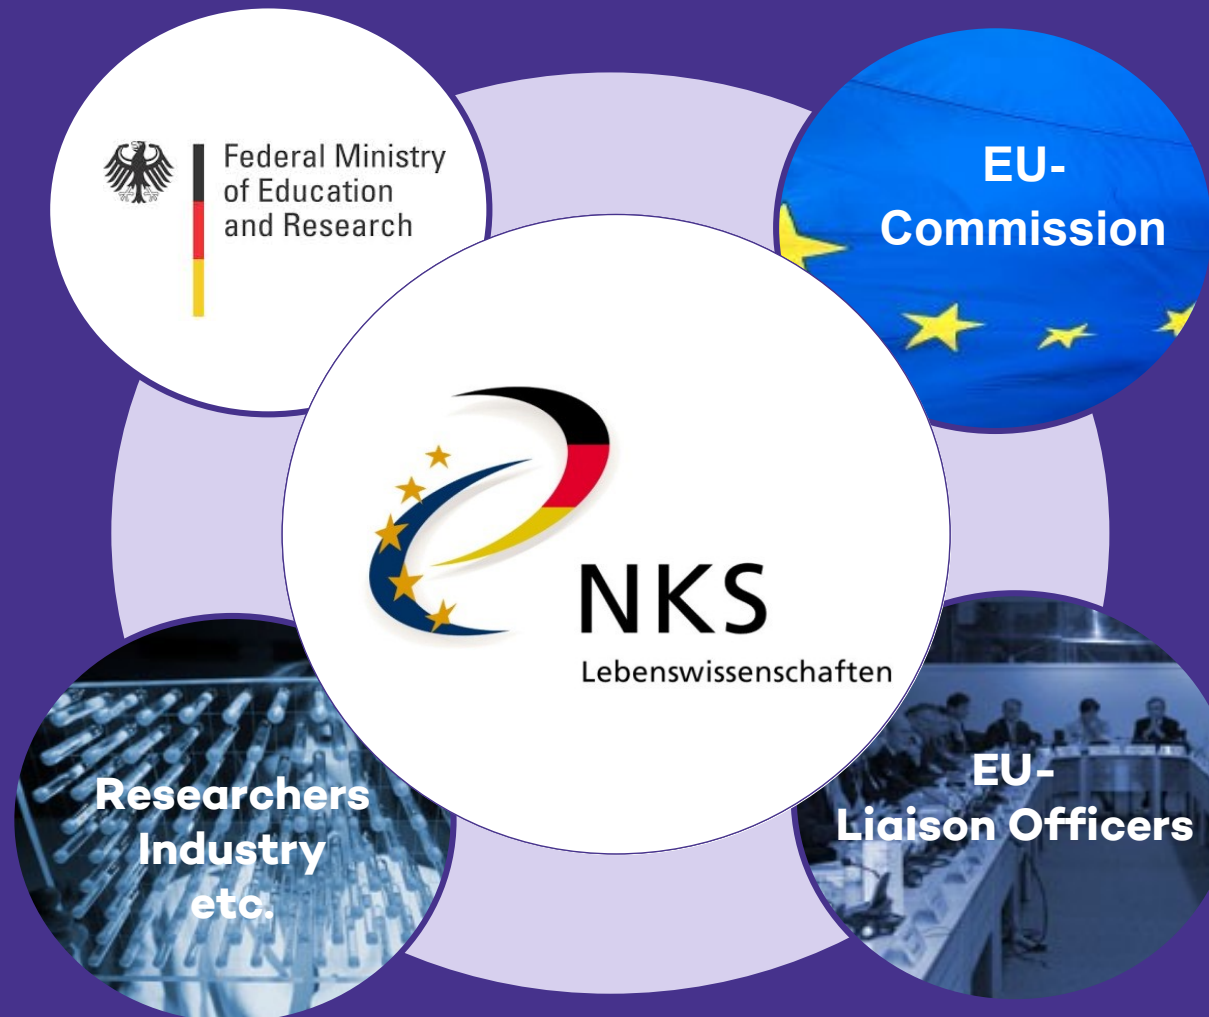 Federal Ministry
of Education
and Research
EU-
Commission
NKS
Lebenswissenschaften
Researchers
Industry
etc.
EU-
Liaison Officers